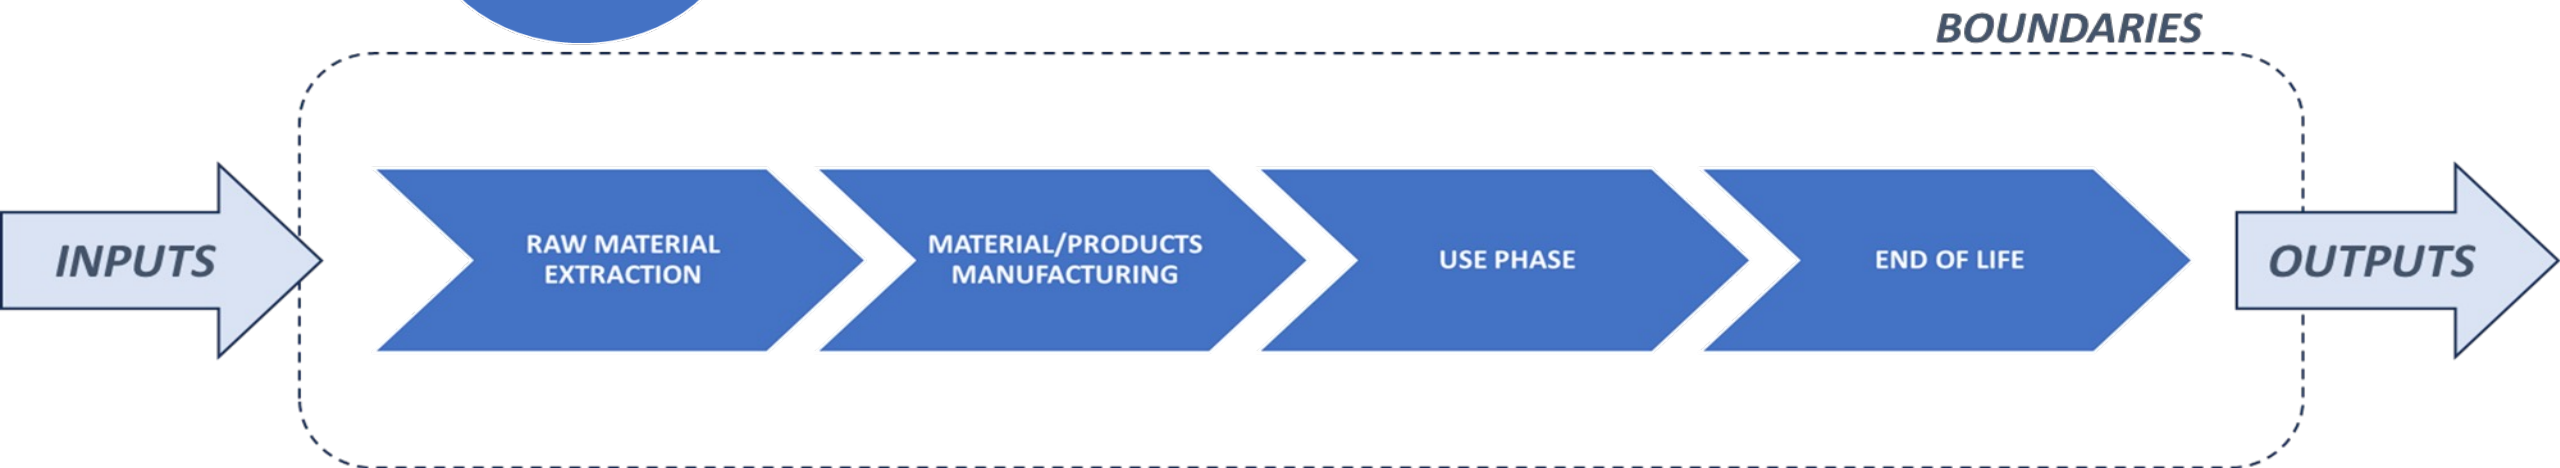 BOUNDARIES
INPUTS
RAW MATERIAL
EXTRACTION
MATERIAL/PRODUCTS
MANUFACTURING
USE PHASE
END OF LIFE
OUTPUTS